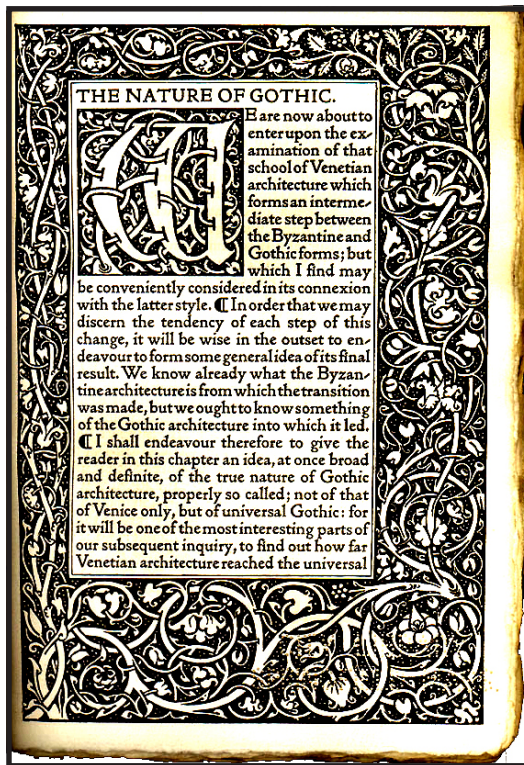 THE NATURE OF GOTHIC.
WE are now about to
enter upon the ex-
amination of that
school of Venetian
architecture which
forms an interme-
diate step between
the Byzantine and
Gothic forms; but
which I find may
be conveniently considered in its connexion
with the latter style. ¶ In order that we may
discern the tendency of each step of this
change, it will be wise in the outset to en-
deavour to form some general idea of its final
result. We know already what the Byzan-
tine architecture is from which the transition
was made, but we ought to know something
of the Gothic architecture into which it led.
¶ I shall endeavour therefore to give the
reader in this chapter an idea, at once broad
and definite, of the true nature of Gothic
architecture, properly so called; not of that
of Venice only, but of universal Gothic: for
it will be one of the most interesting parts of
our subsequent inquiry, to find out how far
Venetian architecture reached the universal